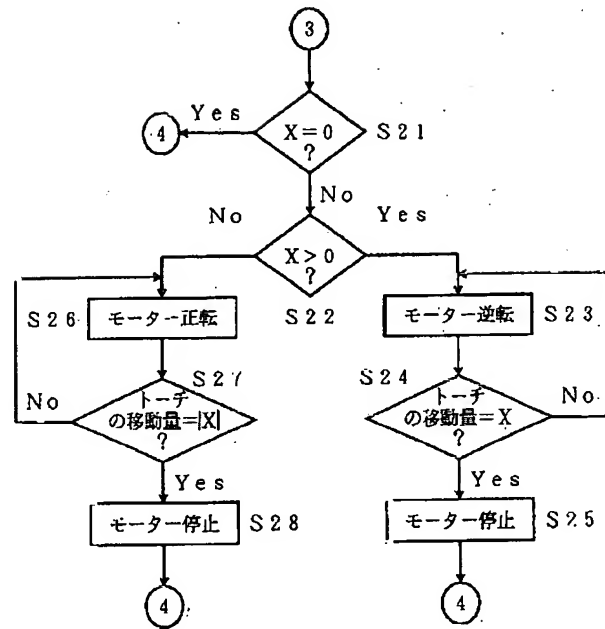 3
Yes
4
X=0
?
S21
No
No
Yes
X>0
?
S22
S26
モーター正転
モーター逆転
S23
S27
S24
No
トーチ
の移動量=|X|
?
トーチ
の移動量=X
?
No
Yes
Yes
モーター停止
S28
モーター停止
S25
4
4